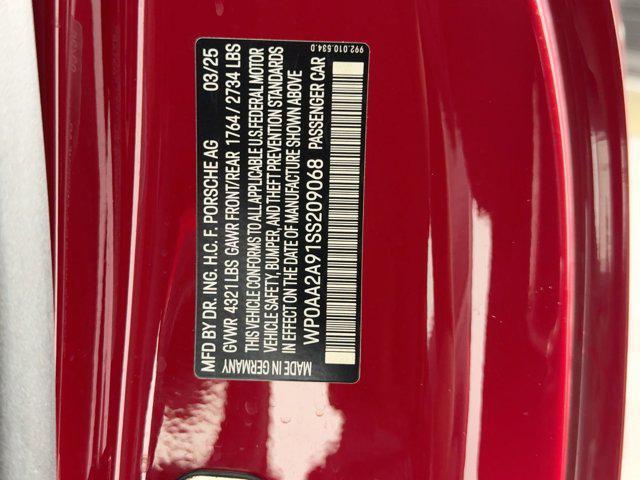 MFD BY DR. ING. H.C. F. PORSCHE AG 03/25
GVWR 4321 LBS GAWR FRONT/REAR 1764 / 2734 LBS
THIS VEHICLE CONFORMS TO ALL APPLICABLE U.S. FEDERAL MOTOR
VEHICLE SAFETY, BUMPER, AND THEFT PREVENTION STANDARDS
IN EFFECT ON THE DATE OF MANUFACTURE SHOWN ABOVE
WP0AA2A91SS209068 PASSENGER CAR
MADE IN GERMANY
992.010.534.D